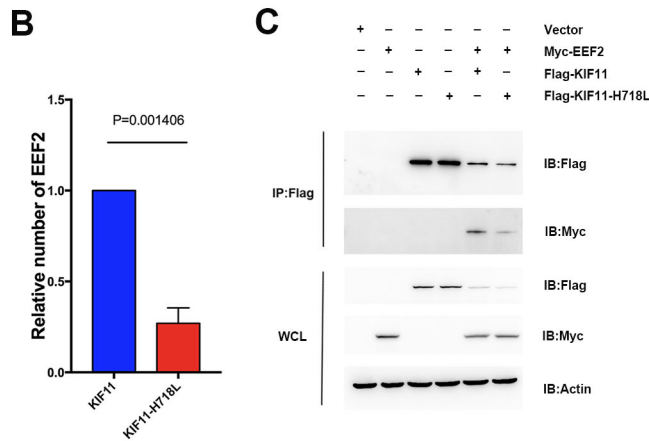 B
Relative number of EEF2
1.5
1.0
0.5
0.0
P=0.001406
KIF11
KIF11-H718L
C
+ – – – – – Vector
– + – – + + Myc-EEF2
– – + – + – Flag-KIF11
– – – + – + Flag-KIF11-H718L
IP:Flag
IB:Flag
IB:Myc
WCL
IB:Flag
IB:Myc
IB:Actin